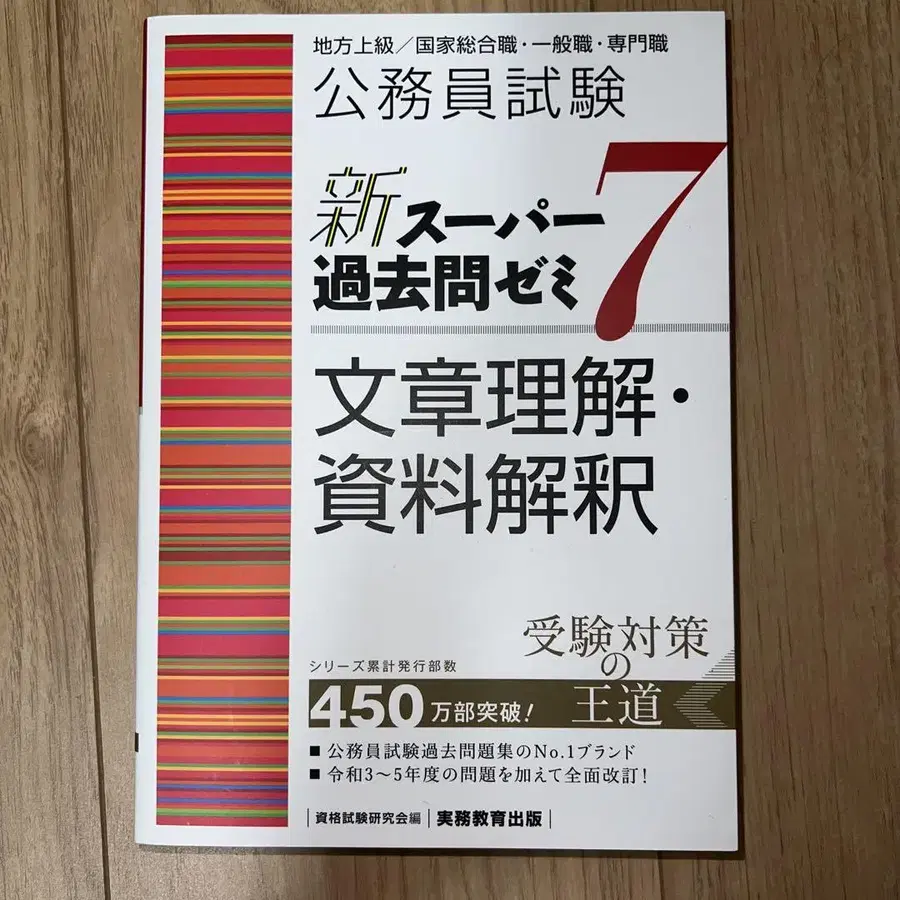 地方上級／国家総合職・一般職・専門職
公務員試験
新スーパー
過去問ゼミ7
文章理解・
資料解釈
受験対策
の
王道
シリーズ累計発行部数
450万部突破!
■ 公務員試験過去問題集のNo.1ブランド
■ 令和3〜5年度の問題を加えて全面改訂！
資格試験研究会編｜実務教育出版｜